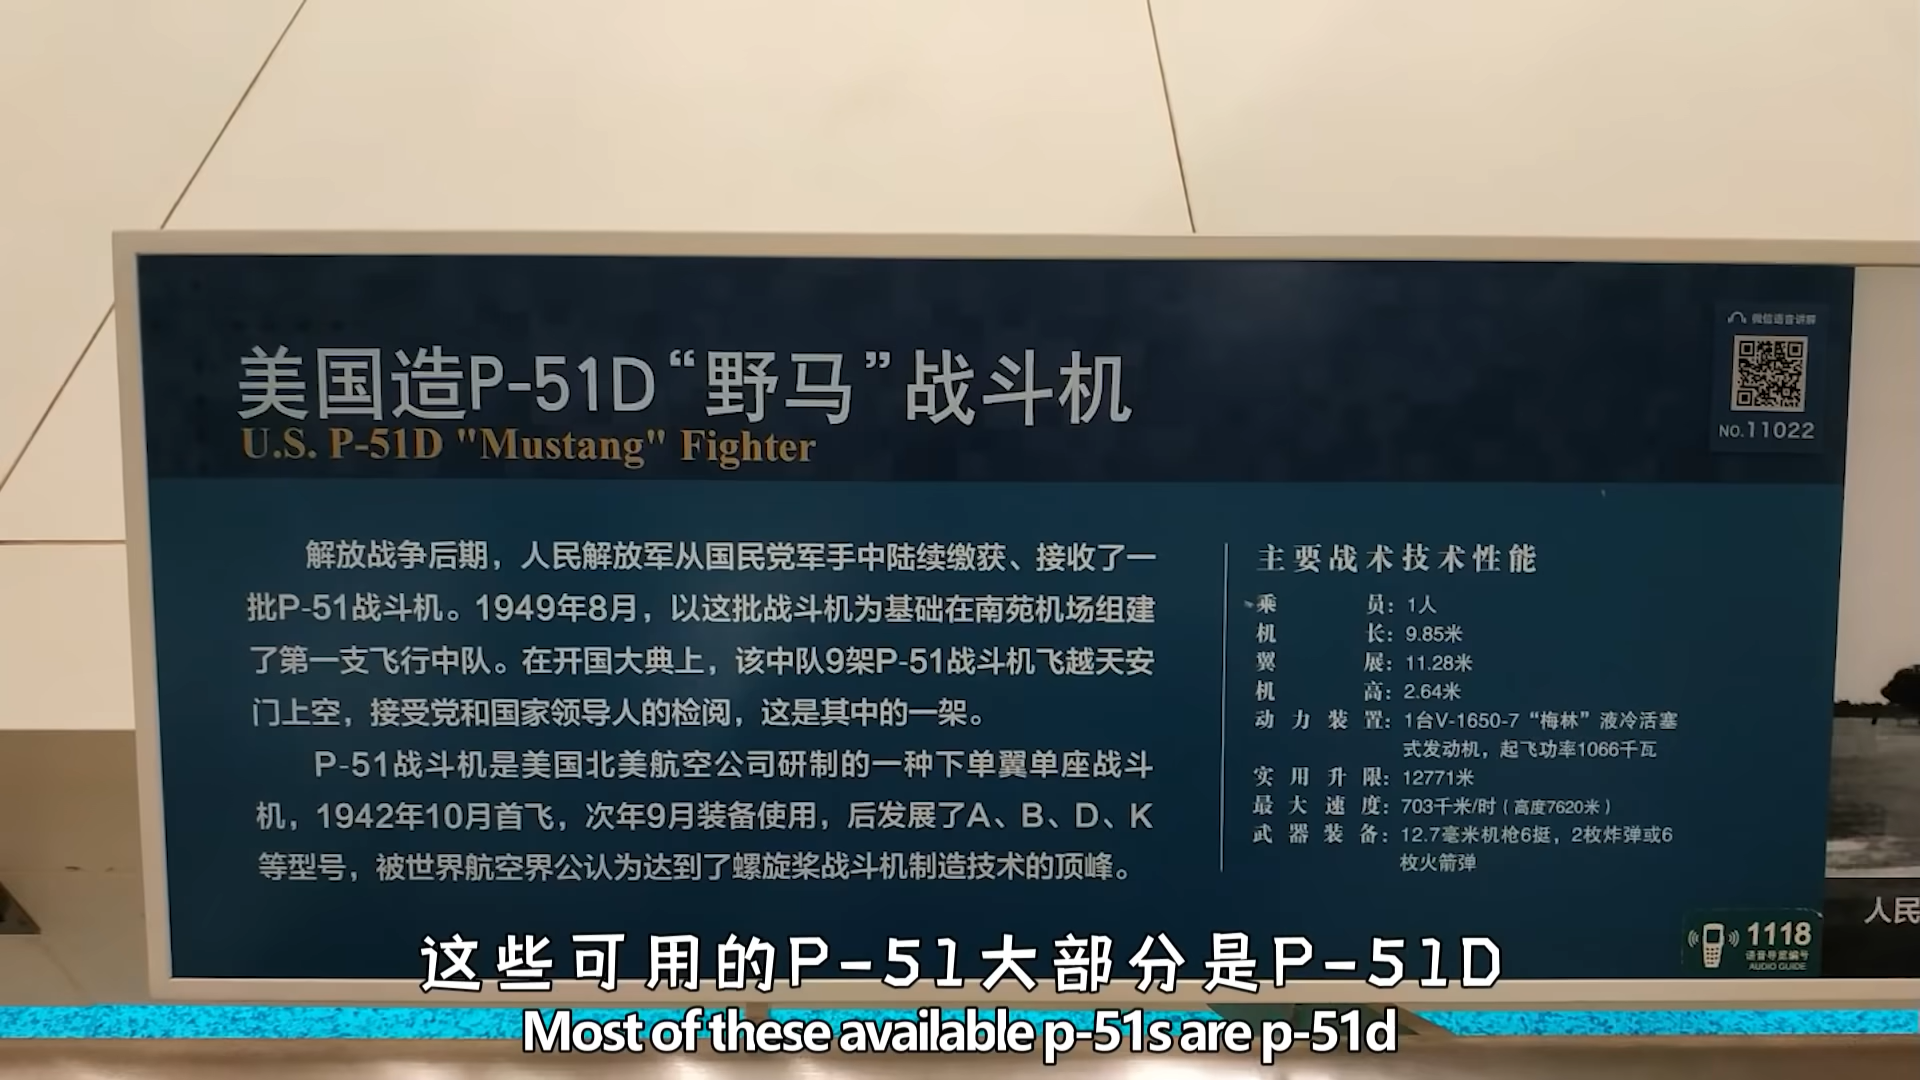 微信语音讲解
NO.11022
美国造P-51D“野马”战斗机
U.S. P-51D "Mustang" Fighter
解放战争后期，人民解放军从国民党军手中陆续缴获、接收了一
批P-51战斗机。1949年8月，以这批战斗机为基础在南苑机场组建
了第一支飞行中队。在开国大典上，该中队9架P-51战斗机飞越天安
门上空，接受党和国家领导人的检阅，这是其中的一架。
P-51战斗机是美国北美航空公司研制的一种下单翼单座战斗
机，1942年10月首飞，次年9月装备使用，后发展了A、B、D、K
等型号，被世界航空界公认为达到了螺旋桨战斗机制造技术的顶峰。
主要战术技术性能
乘员：1人
机长：9.85米
翼展：11.28米
机高：2.64米
动力装置：1台V-1650-7“梅林”液冷活塞
式发动机，起飞功率1066千瓦
实用升限：12771米
最大速度：703千米/时（高度7620米）
武器装备：12.7毫米机枪6挺，2枚炸弹或6
枚火箭弹
1118
语音导览编号
AUDIO GUIDE
人民
这些可用的P-51大部分是P-51D
Most of these available p-51s are p-51d